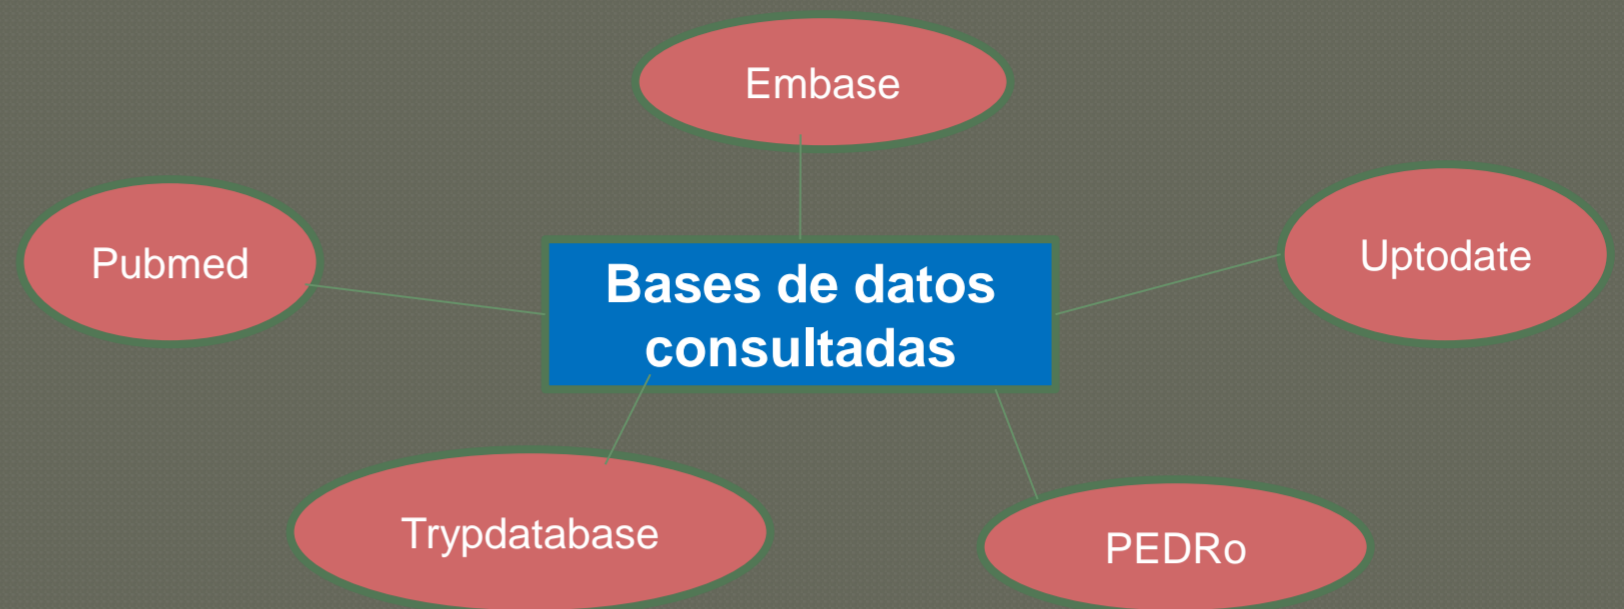 Embase
Pubmed
Uptodate
Bases de datos
consultadas
Trypdatabase
PEDRo